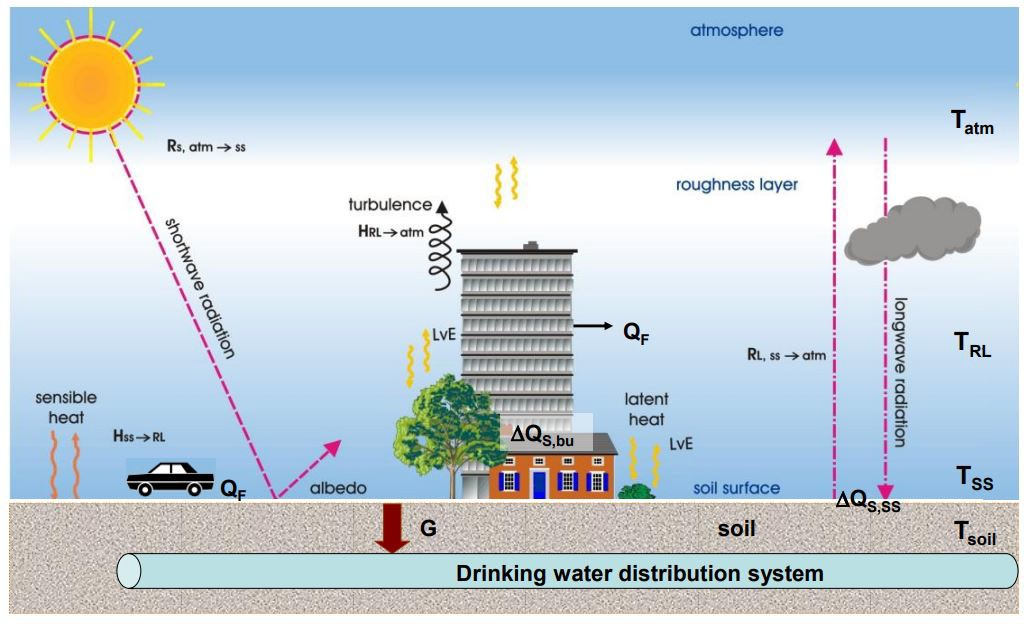 atmosphere
Tatm
Rs, atm → ss
roughness layer
turbulence
HRL→atm
shortwave radiation
QF
LvE
RL, ss → atm
longwave radiation
TRL
sensible
heat
latent
heat
Hss→RL
ΔQS,bu
LvE
QF
albedo
soil surface
TSS
ΔQS,SS
G
soil
Tsoil
Drinking water distribution system